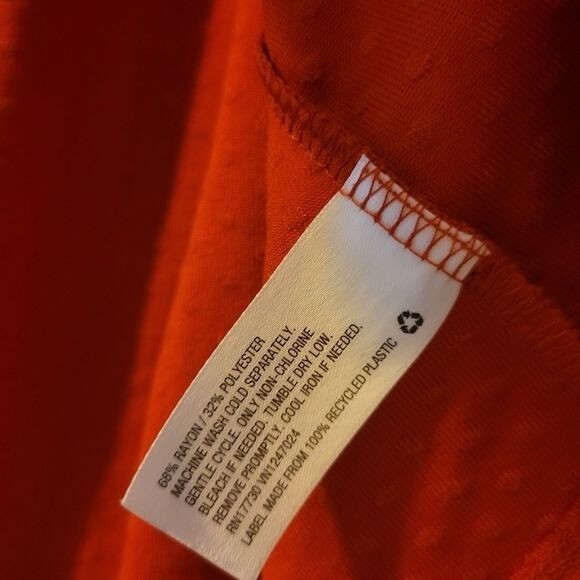 68% RAYON / 32% POLYESTER
MACHINE WASH COLD SEPARATELY.
GENTLE CYCLE. ONLY NON-CHLORINE
BLEACH IF NEEDED. TUMBLE DRY LOW.
REMOVE PROMPTLY. COOL IRON IF NEEDED.
RN17730 VN1247024
LABEL MADE FROM 100% RECYCLED PLASTIC